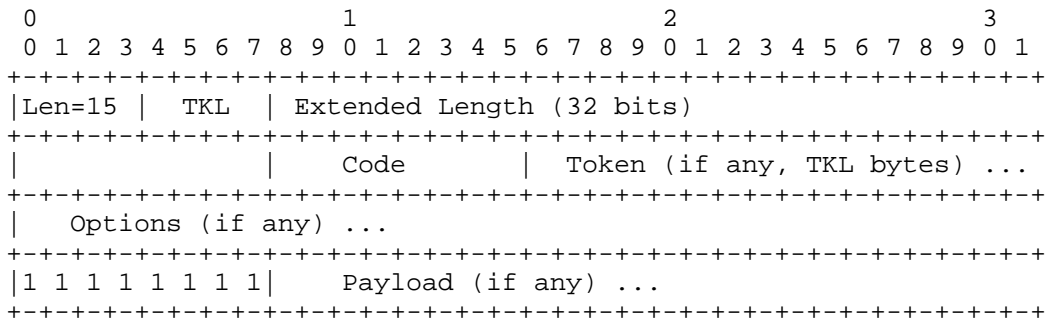 0                   1                   2                   3
 0 1 2 3 4 5 6 7 8 9 0 1 2 3 4 5 6 7 8 9 0 1 2 3 4 5 6 7 8 9 0 1
+-+-+-+-+-+-+-+-+-+-+-+-+-+-+-+-+-+-+-+-+-+-+-+-+-+-+-+-+-+-+-+-+
|Len=15 |  TKL  | Extended Length (32 bits)
+-+-+-+-+-+-+-+-+-+-+-+-+-+-+-+-+-+-+-+-+-+-+-+-+-+-+-+-+-+-+-+-+
|               |    Code       |  Token (if any, TKL bytes) ...
+-+-+-+-+-+-+-+-+-+-+-+-+-+-+-+-+-+-+-+-+-+-+-+-+-+-+-+-+-+-+-+-+
|   Options (if any) ...
+-+-+-+-+-+-+-+-+-+-+-+-+-+-+-+-+-+-+-+-+-+-+-+-+-+-+-+-+-+-+-+-+
|1 1 1 1 1 1 1 1|    Payload (if any) ...
+-+-+-+-+-+-+-+-+-+-+-+-+-+-+-+-+-+-+-+-+-+-+-+-+-+-+-+-+-+-+-+-+